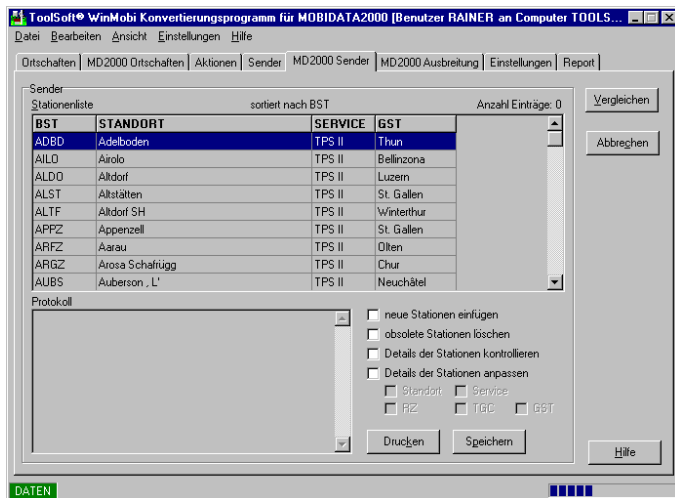 ToolSoft® WinMobi Konvertierungsprogramm für MOBIDATA2000 [Benutzer RAINER an Computer TOOLS...
Datei Bearbeiten Ansicht Einstellungen Hilfe
Ortschaften MD2000 Ortschaften Aktionen Sender MD2000 Sender MD2000 Ausbreitung Einstellungen Report
Sender
Stationenliste sortiert nach BST Anzahl Einträge: 0 Vergleichen
BST STANDORT SERVICE GST
ADBD Adelboden TPS II Thun Abbrechen
AILO Airolo TPS II Bellinzona
ALDO Altdorf TPS II Luzern
ALST Altstätten TPS II St. Gallen
ALTF Altdorf SH TPS II Winterthur
APPZ Appenzell TPS II St. Gallen
ARFZ Aarau TPS II Olten
ARGZ Arosa Schafrügg TPS II Chur
AUBS Auberson , L' TPS II Neuchâtel
Protokoll
neue Stationen einfügen
obsolete Stationen löschen
Details der Stationen kontrollieren
Details der Stationen anpassen
Standort Service
RZ TGC GST
Drucken Speichern
Hilfe
DATEN